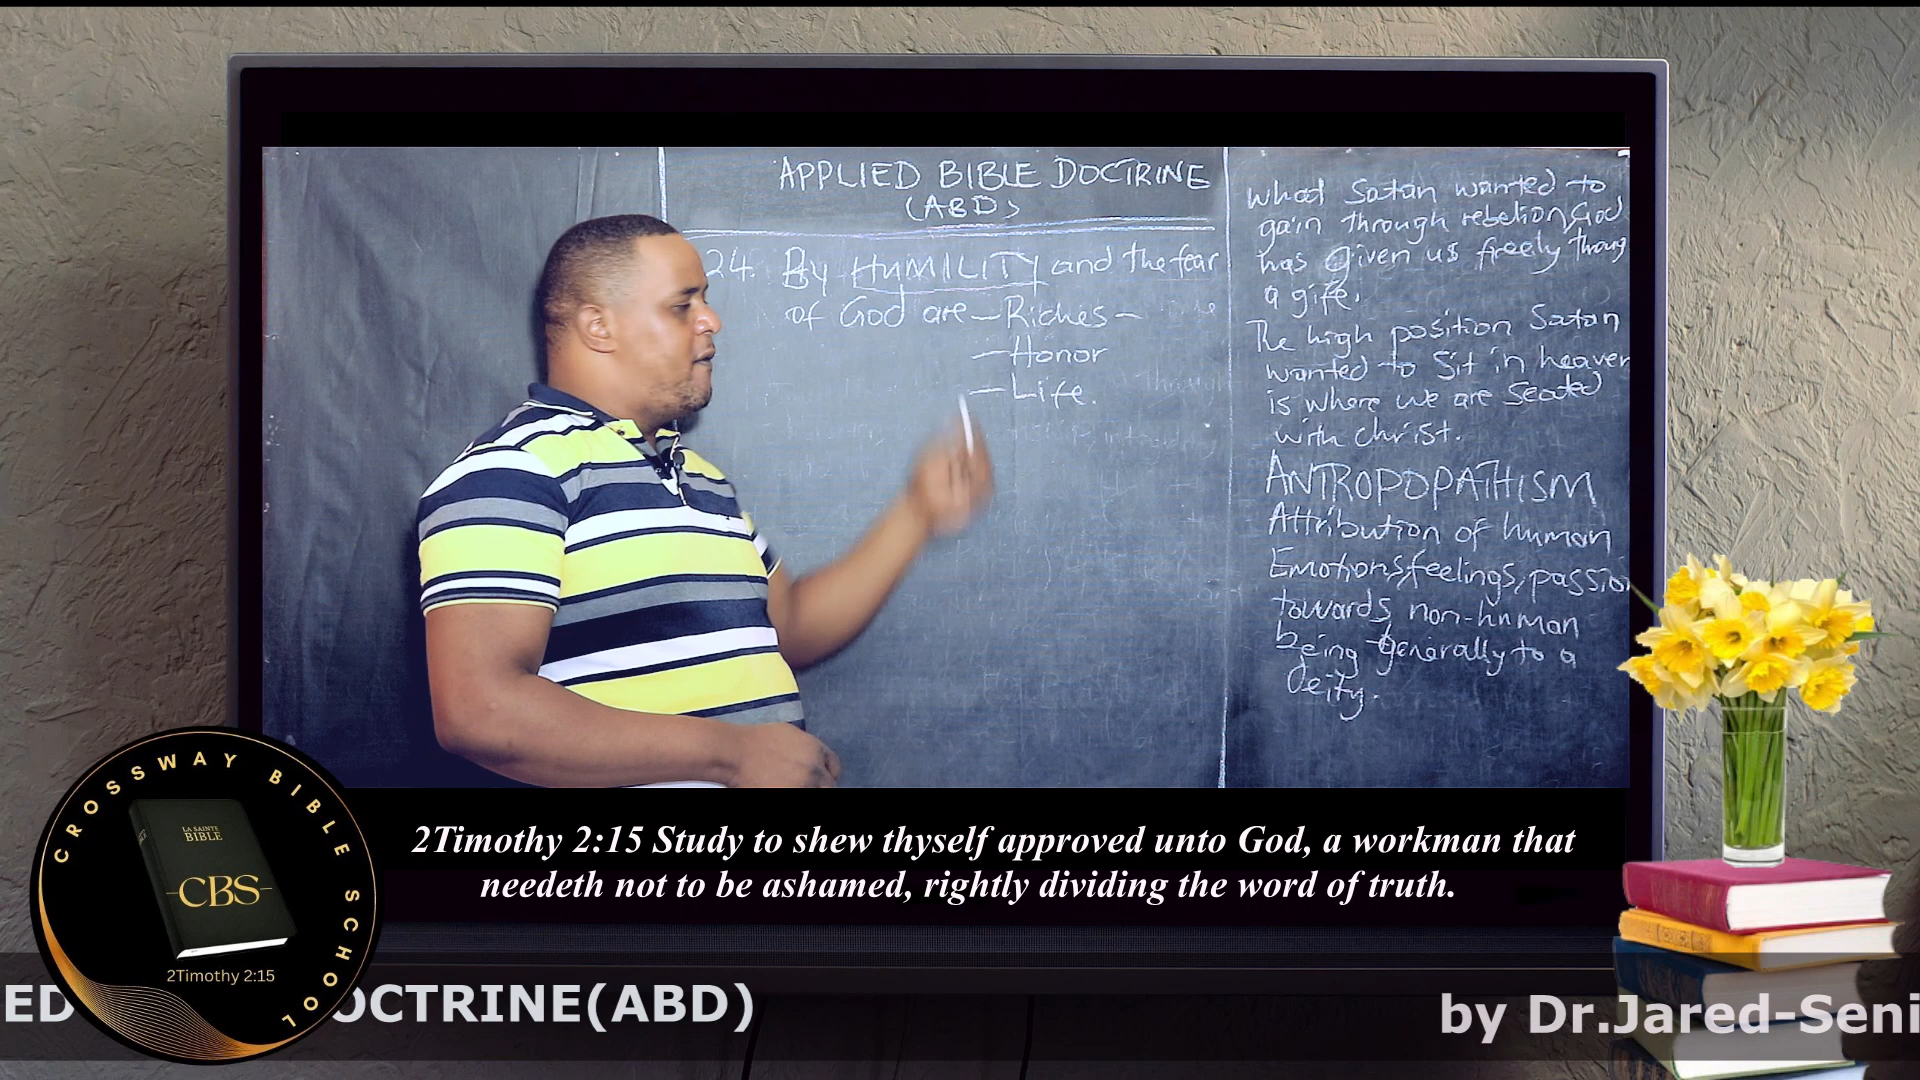 APPLIED BIBLE DOCTRINE
(ABD)
24. By HUMILITY and the fear
of God are – Riches –
– Honor
– Life.
What Satan wanted to
gain through rebelion, God
has given us freely throug
a gift.
The high position Satan
wanted to Sit in heaven
is where we are Seated
with christ.
ANTROPOPATHISM
Attribution of human
Emotions, feelings, passion
towards non-human
being generally to a
Deity.
2Timothy 2:15 Study to shew thyself approved unto God, a workman that
needeth not to be ashamed, rightly dividing the word of truth.
CROSSWAY BIBLE SCHOOL
LA SAINTE
BIBLE
CBS
2Timothy 2:15
ED OCTRINE(ABD)
by Dr.Jared-Seni